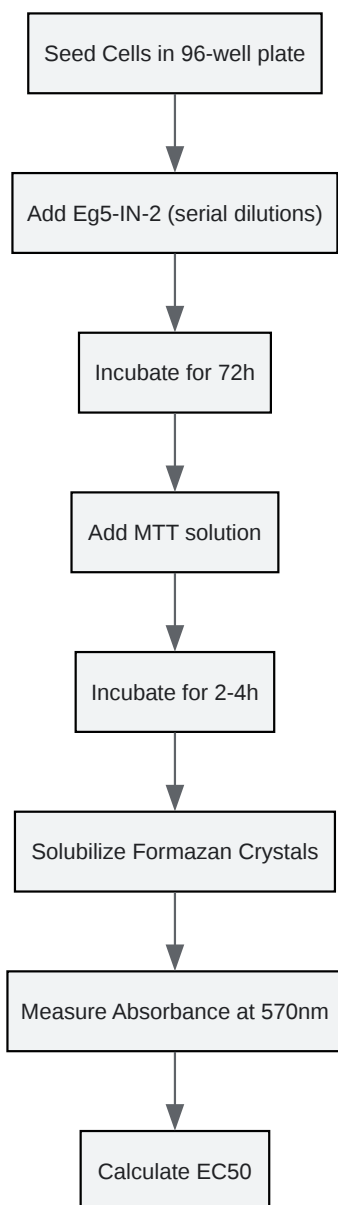 Seed Cells in 96-well plate
Add Eg5-IN-2 (serial dilutions)
Incubate for 72h
Add MTT solution
Incubate for 2-4h
Solubilize Formazan Crystals
Measure Absorbance at 570nm
Calculate EC50